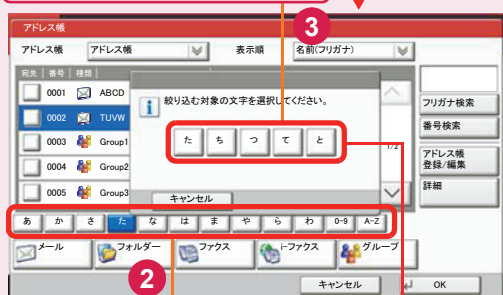 3
アドレス帳
アドレス帳 アドレス帳 表示順 名前(フリガナ)
宛先 番号 種類
0001 ABCD
0002 TUVW
0003 Group1
0004 Group2
0005 Group3
絞り込む対象の文字を選択してください。
た ち つ て と
キャンセル
1/2
フリガナ検索
番号検索
アドレス帳
登録/編集
詳細
あ か さ た な は ま や ら わ 0-9 A-Z
メール フォルダー ファクス i-ファクス グループ
2
キャンセル OK